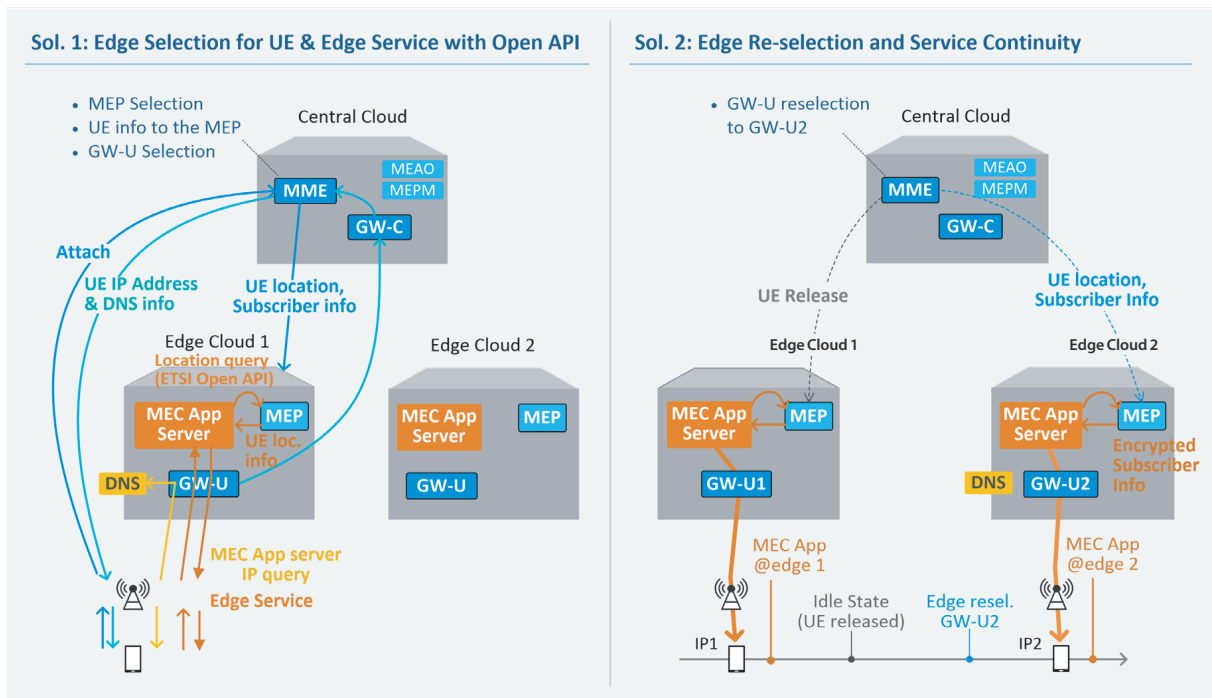 Sol. 1: Edge Selection for UE & Edge Service with Open API
• MEP Selection
• UE info to the MEP
• GW-U Selection
Central Cloud
MEAO
MEPM
MME
GW-C
Attach
UE IP Address
& DNS info
UE location,
Subscriber info
Edge Cloud 1
Location query
(ETSI Open API)
MEC App
Server
MEP
UE loc.
info
DNS
GW-U
Edge Cloud 2
MEC App
Server
MEP
GW-U
MEC App server
IP query
Edge Service
Sol. 2: Edge Re-selection and Service Continuity
• GW-U reselection
to GW-U2
Central Cloud
MEAO
MEPM
MME
GW-C
UE Release
UE location,
Subscriber Info
Edge Cloud 1
MEC App
Server
MEP
GW-U1
Edge Cloud 2
MEC App
Server
MEP
Encrypted
Subscriber
Info
DNS
GW-U2
MEC App
@edge 1
MEC App
@edge 2
Idle State
(UE released)
Edge resel.
GW-U2
IP1
IP2